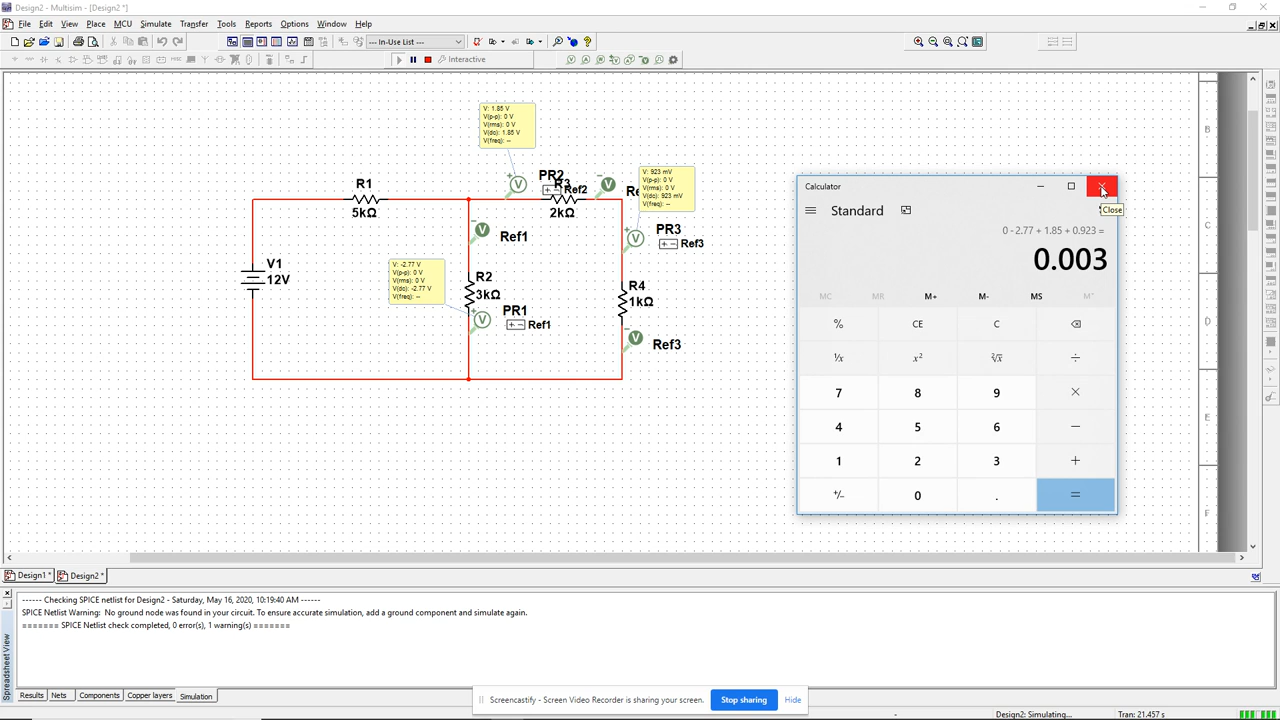 Design2 - Multisim - [Design2 *]
File Edit View Place MCU Simulate Transfer Tools Reports Options Window Help
--- In-Use List ---
Interactive
V: 1.85 V
V(p-p): 0 V
V(rms): 0 V
V(dc): 1.85 V
V(freq): --
V: 923 mV
V(p-p): 0 V
V(rms): 0 V
V(dc): 923 mV
V(freq): --
R1
5kΩ
PR2
R3
Ref2
2kΩ
PR3
Ref3
Ref1
V1
12V
V: -2.77 V
V(p-p): 0 V
V(rms): 0 V
V(dc): -2.77 V
V(freq): --
R2
3kΩ
PR1
Ref1
R4
1kΩ
Ref3
B
C
D
E
F
Calculator
Close
Standard
0 - 2.77 + 1.85 + 0.923 =
0.003
MC MR M+ M- MS M˅
% CE C
¹/x x² ∛x ÷
7 8 9 ×
4 5 6 −
1 2 3 +
+/− 0 . =
Design1 * Design2 *
------ Checking SPICE netlist for Design2 - Saturday, May 16, 2020, 10:19:40 AM ------
SPICE Netlist Warning: No ground node was found in your circuit. To ensure accurate simulation, add a ground component and simulate again.
======= SPICE Netlist check completed, 0 error(s), 1 warning(s) =======
Spreadsheet View
Results Nets Components Copper layers Simulation
Screencastify - Screen Video Recorder is sharing your screen. Stop sharing Hide
Design2: Simulating... Tran: 21.457 s